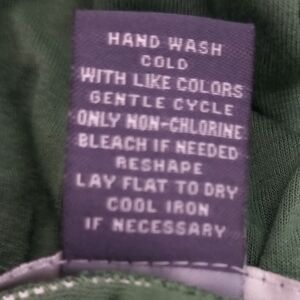 HAND WASH
COLD
WITH LIKE COLORS
GENTLE CYCLE
ONLY NON-CHLORINE
BLEACH IF NEEDED
RESHAPE
LAY FLAT TO DRY
COOL IRON
IF NECESSARY